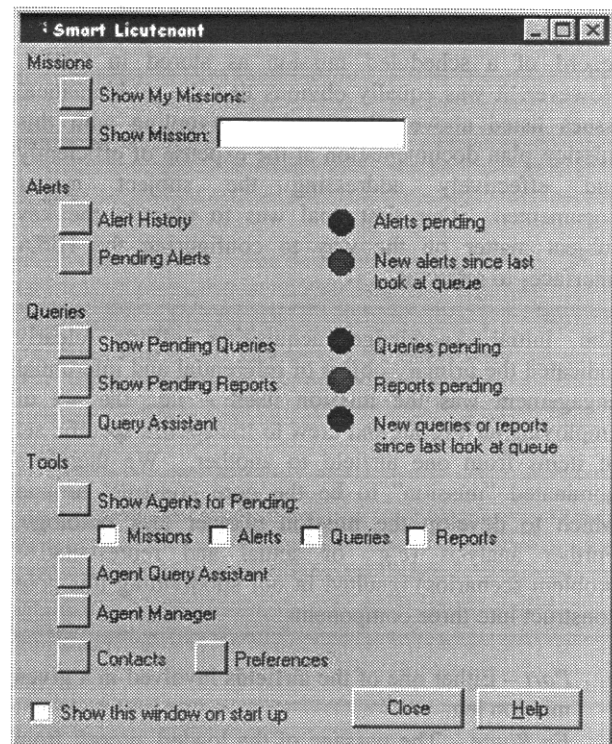 Smart Lieutenant
Missions
Show My Missions:
Show Mission:
Alerts
Alert History
Alerts pending
Pending Alerts
New alerts since last
look at queue
Queries
Show Pending Queries
Queries pending
Show Pending Reports
Reports pending
Query Assistant
New queries or reports
since last look at queue
Tools
Show Agents for Pending:
Missions Alerts Queries Reports
Agent Query Assistant
Agent Manager
Contacts Preferences
Show this window on start up
Close Help